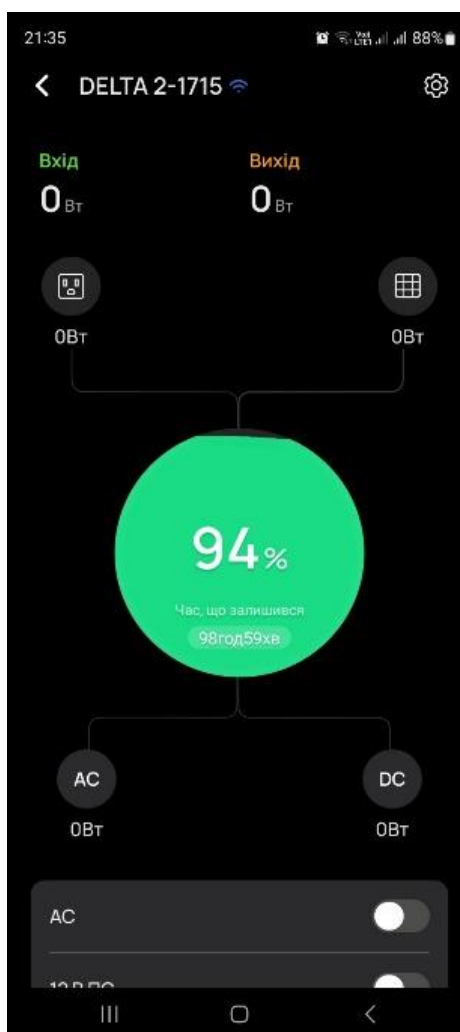 21:35 88%
DELTA 2-1715
Вхід Вихід
0 Вт 0 Вт
0Вт 0Вт
94%
Час, що залишився
98год59хв
AC DC
0Вт 0Вт
AC